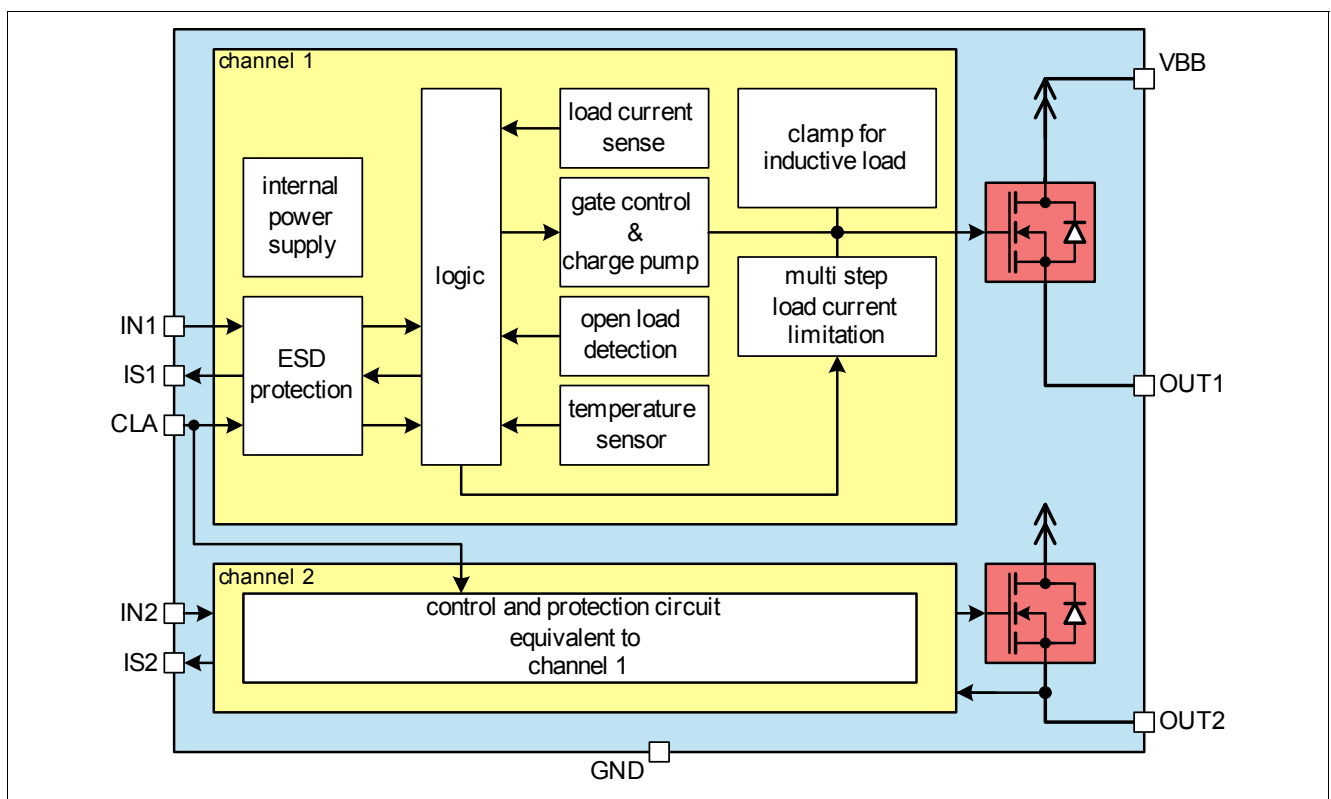 channel 1
VBB
load current
sense
clamp for
inductive load
internal
power
supply
gate control
&
charge pump
logic
multi step
load current
limitation
IN1
ESD
protection
open load
detection
IS1
OUT1
CLA
temperature
sensor
channel 2
IN2
control and protection circuit
equivalent to
channel 1
IS2
OUT2
GND